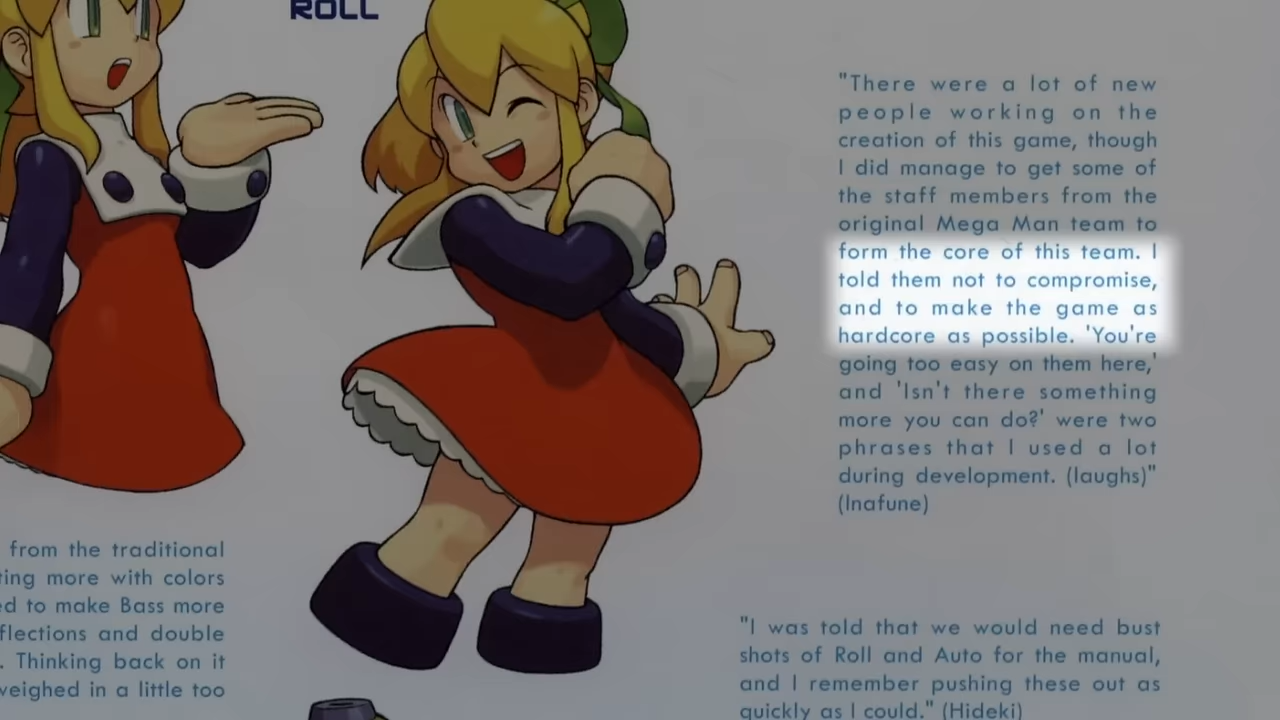 ROLL
"There were a lot of new
people working on the
creation of this game, though
I did manage to get some of
the staff members from the
original Mega Man team to
form the core of this team. I
told them not to compromise,
and to make the game as
hardcore as possible. 'You're
going too easy on them here,'
and 'Isn't there something
more you can do?' were two
phrases that I used a lot
during development. (laughs)"
(Inafune)
from the traditional
ting more with colors
ed to make Bass more
flections and double
. Thinking back on it
weighed in a little too
"I was told that we would need bust
shots of Roll and Auto for the manual,
and I remember pushing these out as
quickly as I could." (Hideki)